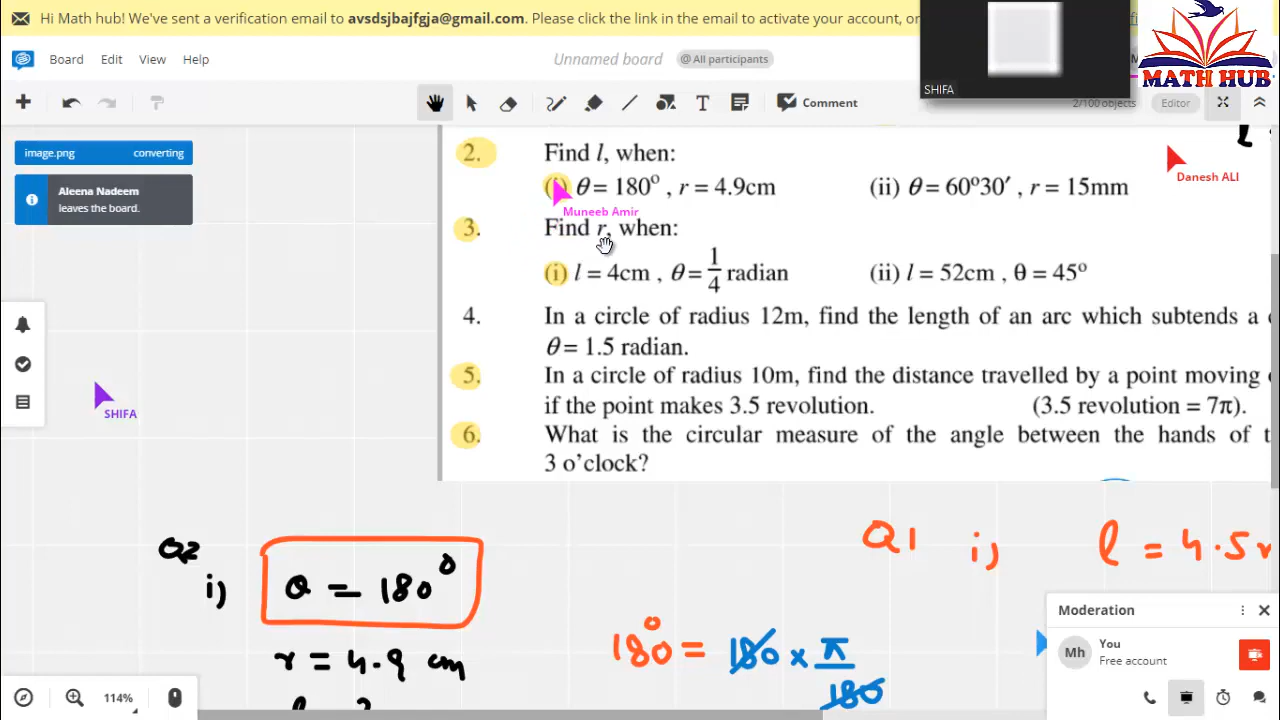 Hi Math hub! We've sent a verification email to avsdsjbajfgja@gmail.com. Please click the link in the email to activate your account, or
SHIFA
MATH HUB
Board Edit View Help
Unnamed board
@ All participants
Comment
2/100 objects
Editor
image.png converting
Aleena Nadeem
leaves the board.
2. Find l, when:
Danesh ALI
(i) θ = 180° , r = 4.9cm (ii) θ = 60°30′ , r = 15mm
Muneeb Amir
3. Find r, when:
(i) l = 4cm , θ = 1/4 radian (ii) l = 52cm , θ = 45°
4. In a circle of radius 12m, find the length of an arc which subtends a
θ = 1.5 radian.
5. In a circle of radius 10m, find the distance travelled by a point moving
if the point makes 3.5 revolution. (3.5 revolution = 7π).
6. What is the circular measure of the angle between the hands of
3 o'clock?
SHIFA
Q2
i) θ = 180°
r = 4.9 cm
180° = 180 × π/180
Q1 i) l = 4.5
Moderation
You
Mh
Free account
114%